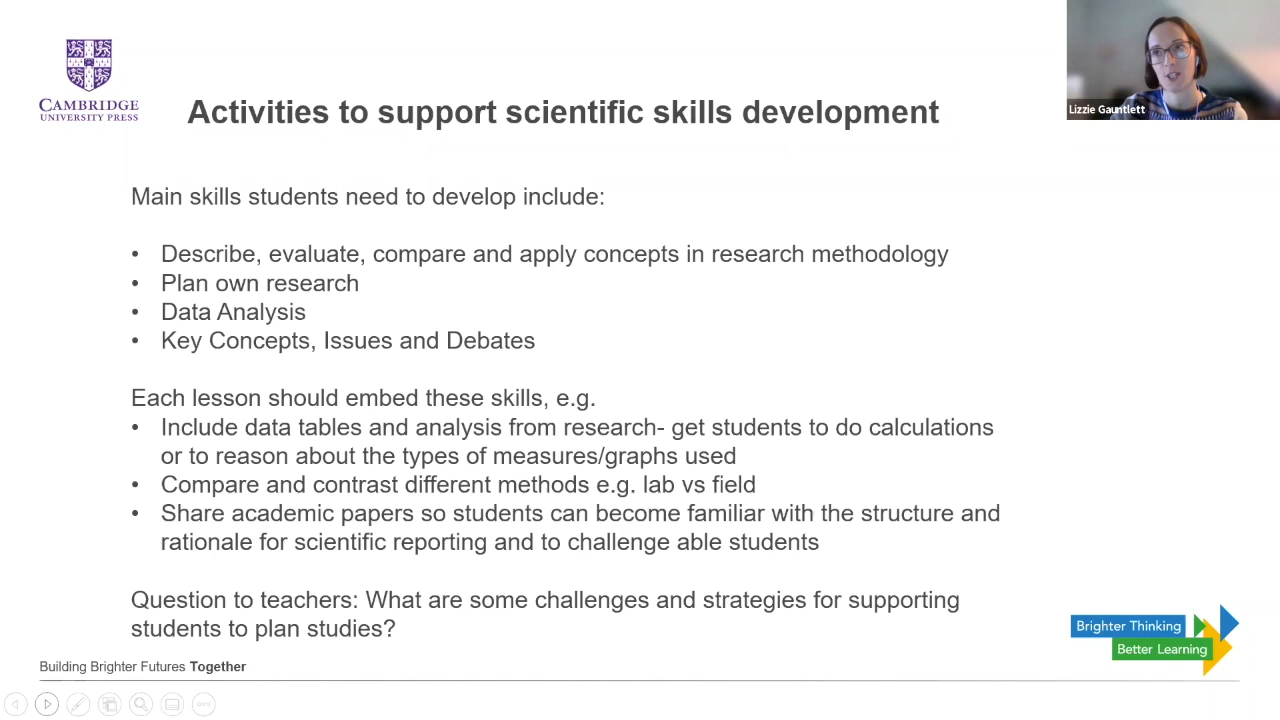 CAMBRIDGE
UNIVERSITY PRESS
Activities to support scientific skills development
Lizzie Gauntlett
Main skills students need to develop include:
• Describe, evaluate, compare and apply concepts in research methodology
• Plan own research
• Data Analysis
• Key Concepts, Issues and Debates
Each lesson should embed these skills, e.g.
• Include data tables and analysis from research- get students to do calculations
or to reason about the types of measures/graphs used
• Compare and contrast different methods e.g. lab vs field
• Share academic papers so students can become familiar with the structure and
rationale for scientific reporting and to challenge able students
Question to teachers: What are some challenges and strategies for supporting
students to plan studies?
Brighter Thinking
Better Learning
Building Brighter Futures Together